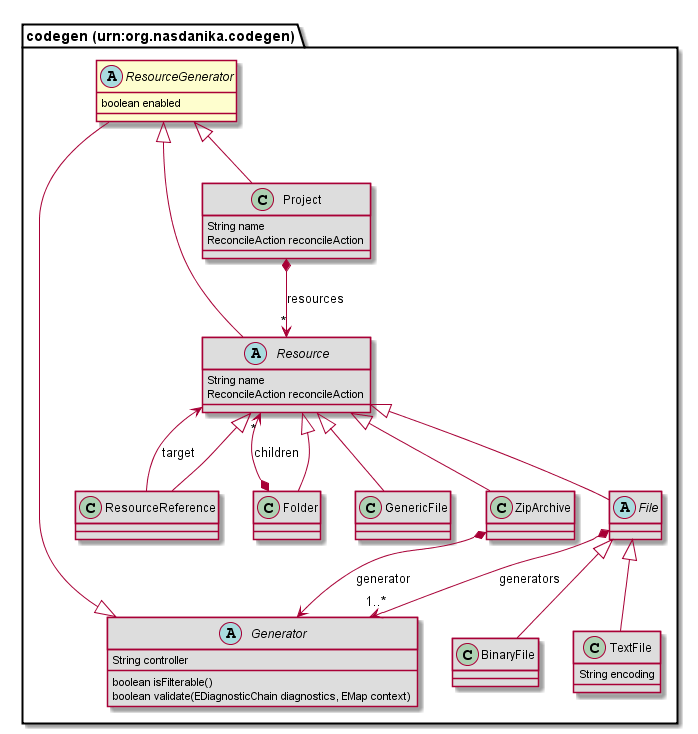 codegen (urn:org.nasdanika.codegen)
A ResourceGenerator
boolean enabled
C Project
String name
ReconcileAction reconcileAction
resources
*
A Resource
String name
ReconcileAction reconcileAction
*
target
children
C ResourceReference
C Folder
C GenericFile
C ZipArchive
A File
generator
generators
1..*
A Generator
String controller
boolean isFilterable()
boolean validate(EDiagnosticChain diagnostics, EMap context)
C BinaryFile
C TextFile
String encoding